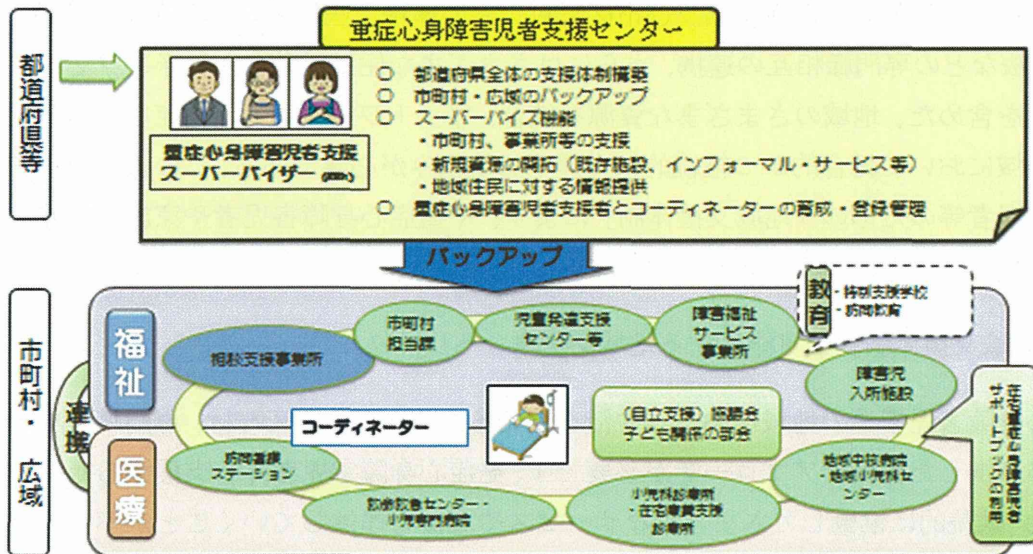 重症心身障害児者支援センター
都道府県等
○ 都道府県全体の支援体制構築
○ 市町村・広域のバックアップ
○ スーパーバイズ機能
・市町村、事業所等の支援
・新規資源の開拓（既存施設、インフォーマル・サービス等）
・地域住民に対する情報提供
○ 重症心身障害児者支援者とコーディネーターの育成・登録管理
重症心身障害児者支援
スーパーバイザー
バックアップ
市町村・広域
連携
福祉
医療
教育
・特別支援学校
・訪問教育
相談支援事業所
市町村
担当課
児童発達支援
センター等
障害福祉
サービス
事業所
障害児
入所施設
コーディネーター
（自立支援）協議会
子ども関係の部会
在宅重症心身障害児者
サポートブックの利用
訪問看護
ステーション
救命救急センター・
小児専門病院
小児科診療所
・在宅療養支援
診療所
地域中核病院
・地域小児科セ
ンター